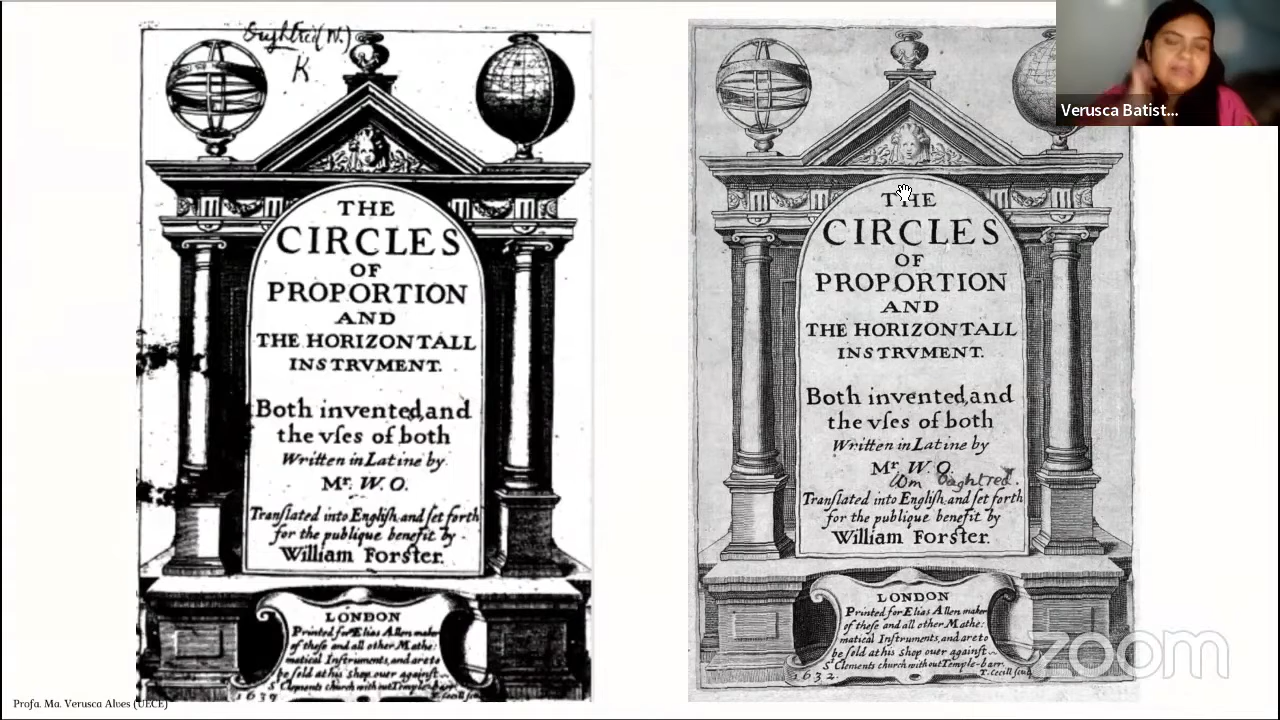 Oughtred (W.)
K
THE
CIRCLES
OF
PROPORTION
AND
THE HORIZONTALL
INSTRVMENT.
Both invented, and
the vſes of both
Written in Latine by
Mr. W. O.
Tranſlated into Engliſh, and ſet forth
for the publique benefit by
William Forster.
LONDON
Printed for Elias Allen maker
of theſe and all other Mathe:
matical Inſtruments, and are to
be ſold at his ſhop ouer against
St Clements church without Temple-barr.
1632
Cecill ſculp
THE
CIRCLES
OF
PROPORTION
AND
THE HORIZONTALL
INSTRVMENT.
Both invented, and
the vſes of both
Written in Latine by
Mr. W. O.
Wm Oughtred.
Tranſlated into English, and ſet forth
for the publique benefit by
William Forster.
LONDON
Printed for Elias Allen maker
of theſe and all other Mathe:
matical Inſtruments, and are to
be ſold at his ſhop ouer against
St Clements church without Temple-barr.
1632.
T. Cecill ſculp
Verusca Batist...
zoom
Profa. Ma. Verusca Alves (UECE)